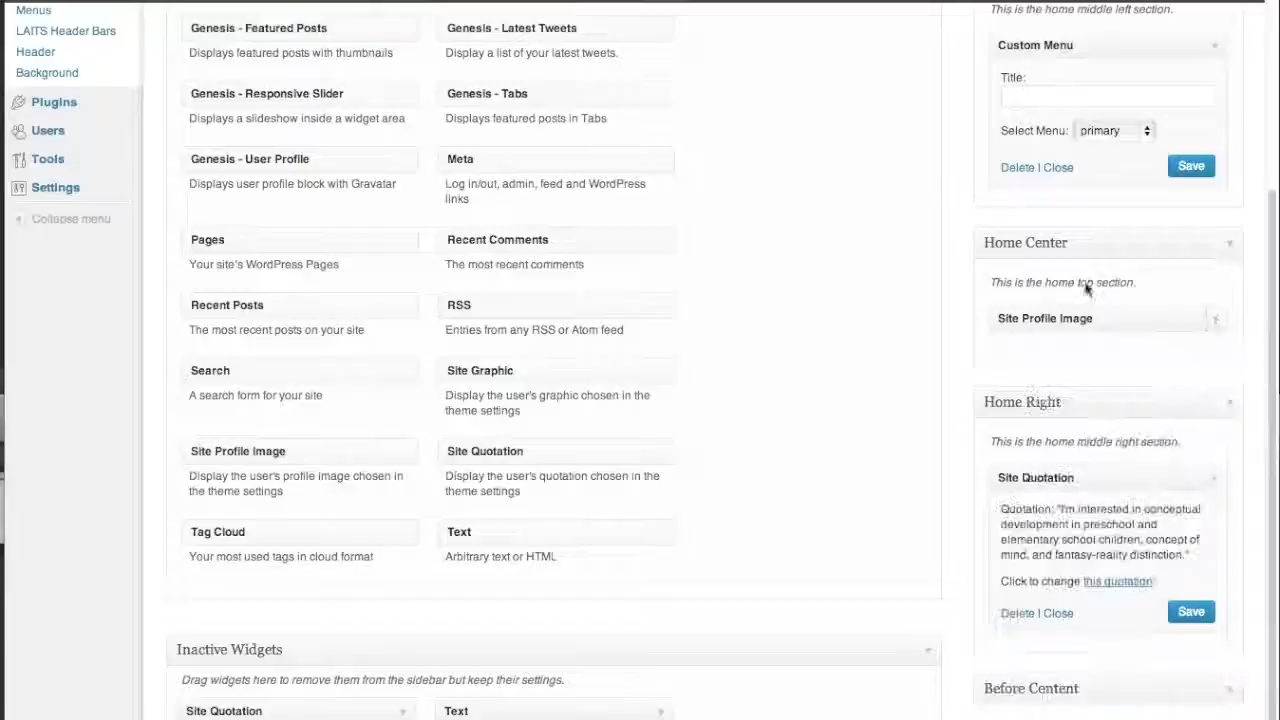 Menus
LAITS Header Bars
Header
Background
Plugins
Users
Tools
Settings
Collapse menu
Genesis - Featured Posts
Displays featured posts with thumbnails
Genesis - Latest Tweets
Display a list of your latest tweets.
Genesis - Responsive Slider
Displays a slideshow inside a widget area
Genesis - Tabs
Displays featured posts in Tabs
Genesis - User Profile
Displays user profile block with Gravatar
Meta
Log in/out, admin, feed and WordPress
links
Pages
Your site's WordPress Pages
Recent Comments
The most recent comments
Recent Posts
The most recent posts on your site
RSS
Entries from any RSS or Atom feed
Search
A search form for your site
Site Graphic
Display the user's graphic chosen in the
theme settings
Site Profile Image
Display the user's profile image chosen in
the theme settings
Site Quotation
Display the user's quotation chosen in the
theme settings
Tag Cloud
Your most used tags in cloud format
Text
Arbitrary text or HTML
Inactive Widgets
Drag widgets here to remove them from the sidebar but keep their settings.
Site Quotation
Text
This is the home middle left section.
Custom Menu
Title:
Select Menu: primary
Delete | Close
Save
Home Center
This is the home top section.
Site Profile Image
Home Right
This is the home middle right section.
Site Quotation
Quotation: "I'm interested in conceptual
development in preschool and
elementary school children, concept of
mind, and fantasy-reality distinction."
Click to change this quotation
Delete | Close
Save
Before Content